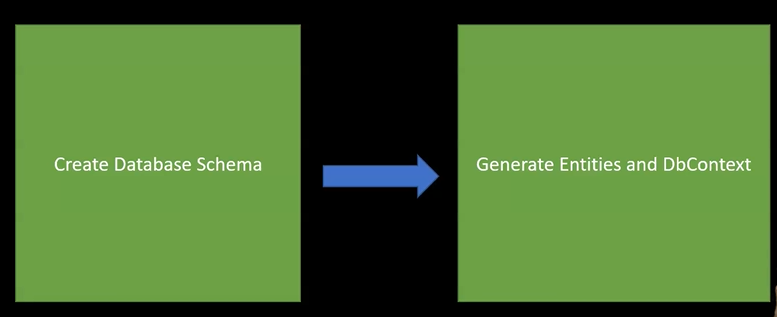 Create Database Schema
Generate Entities and DbContext